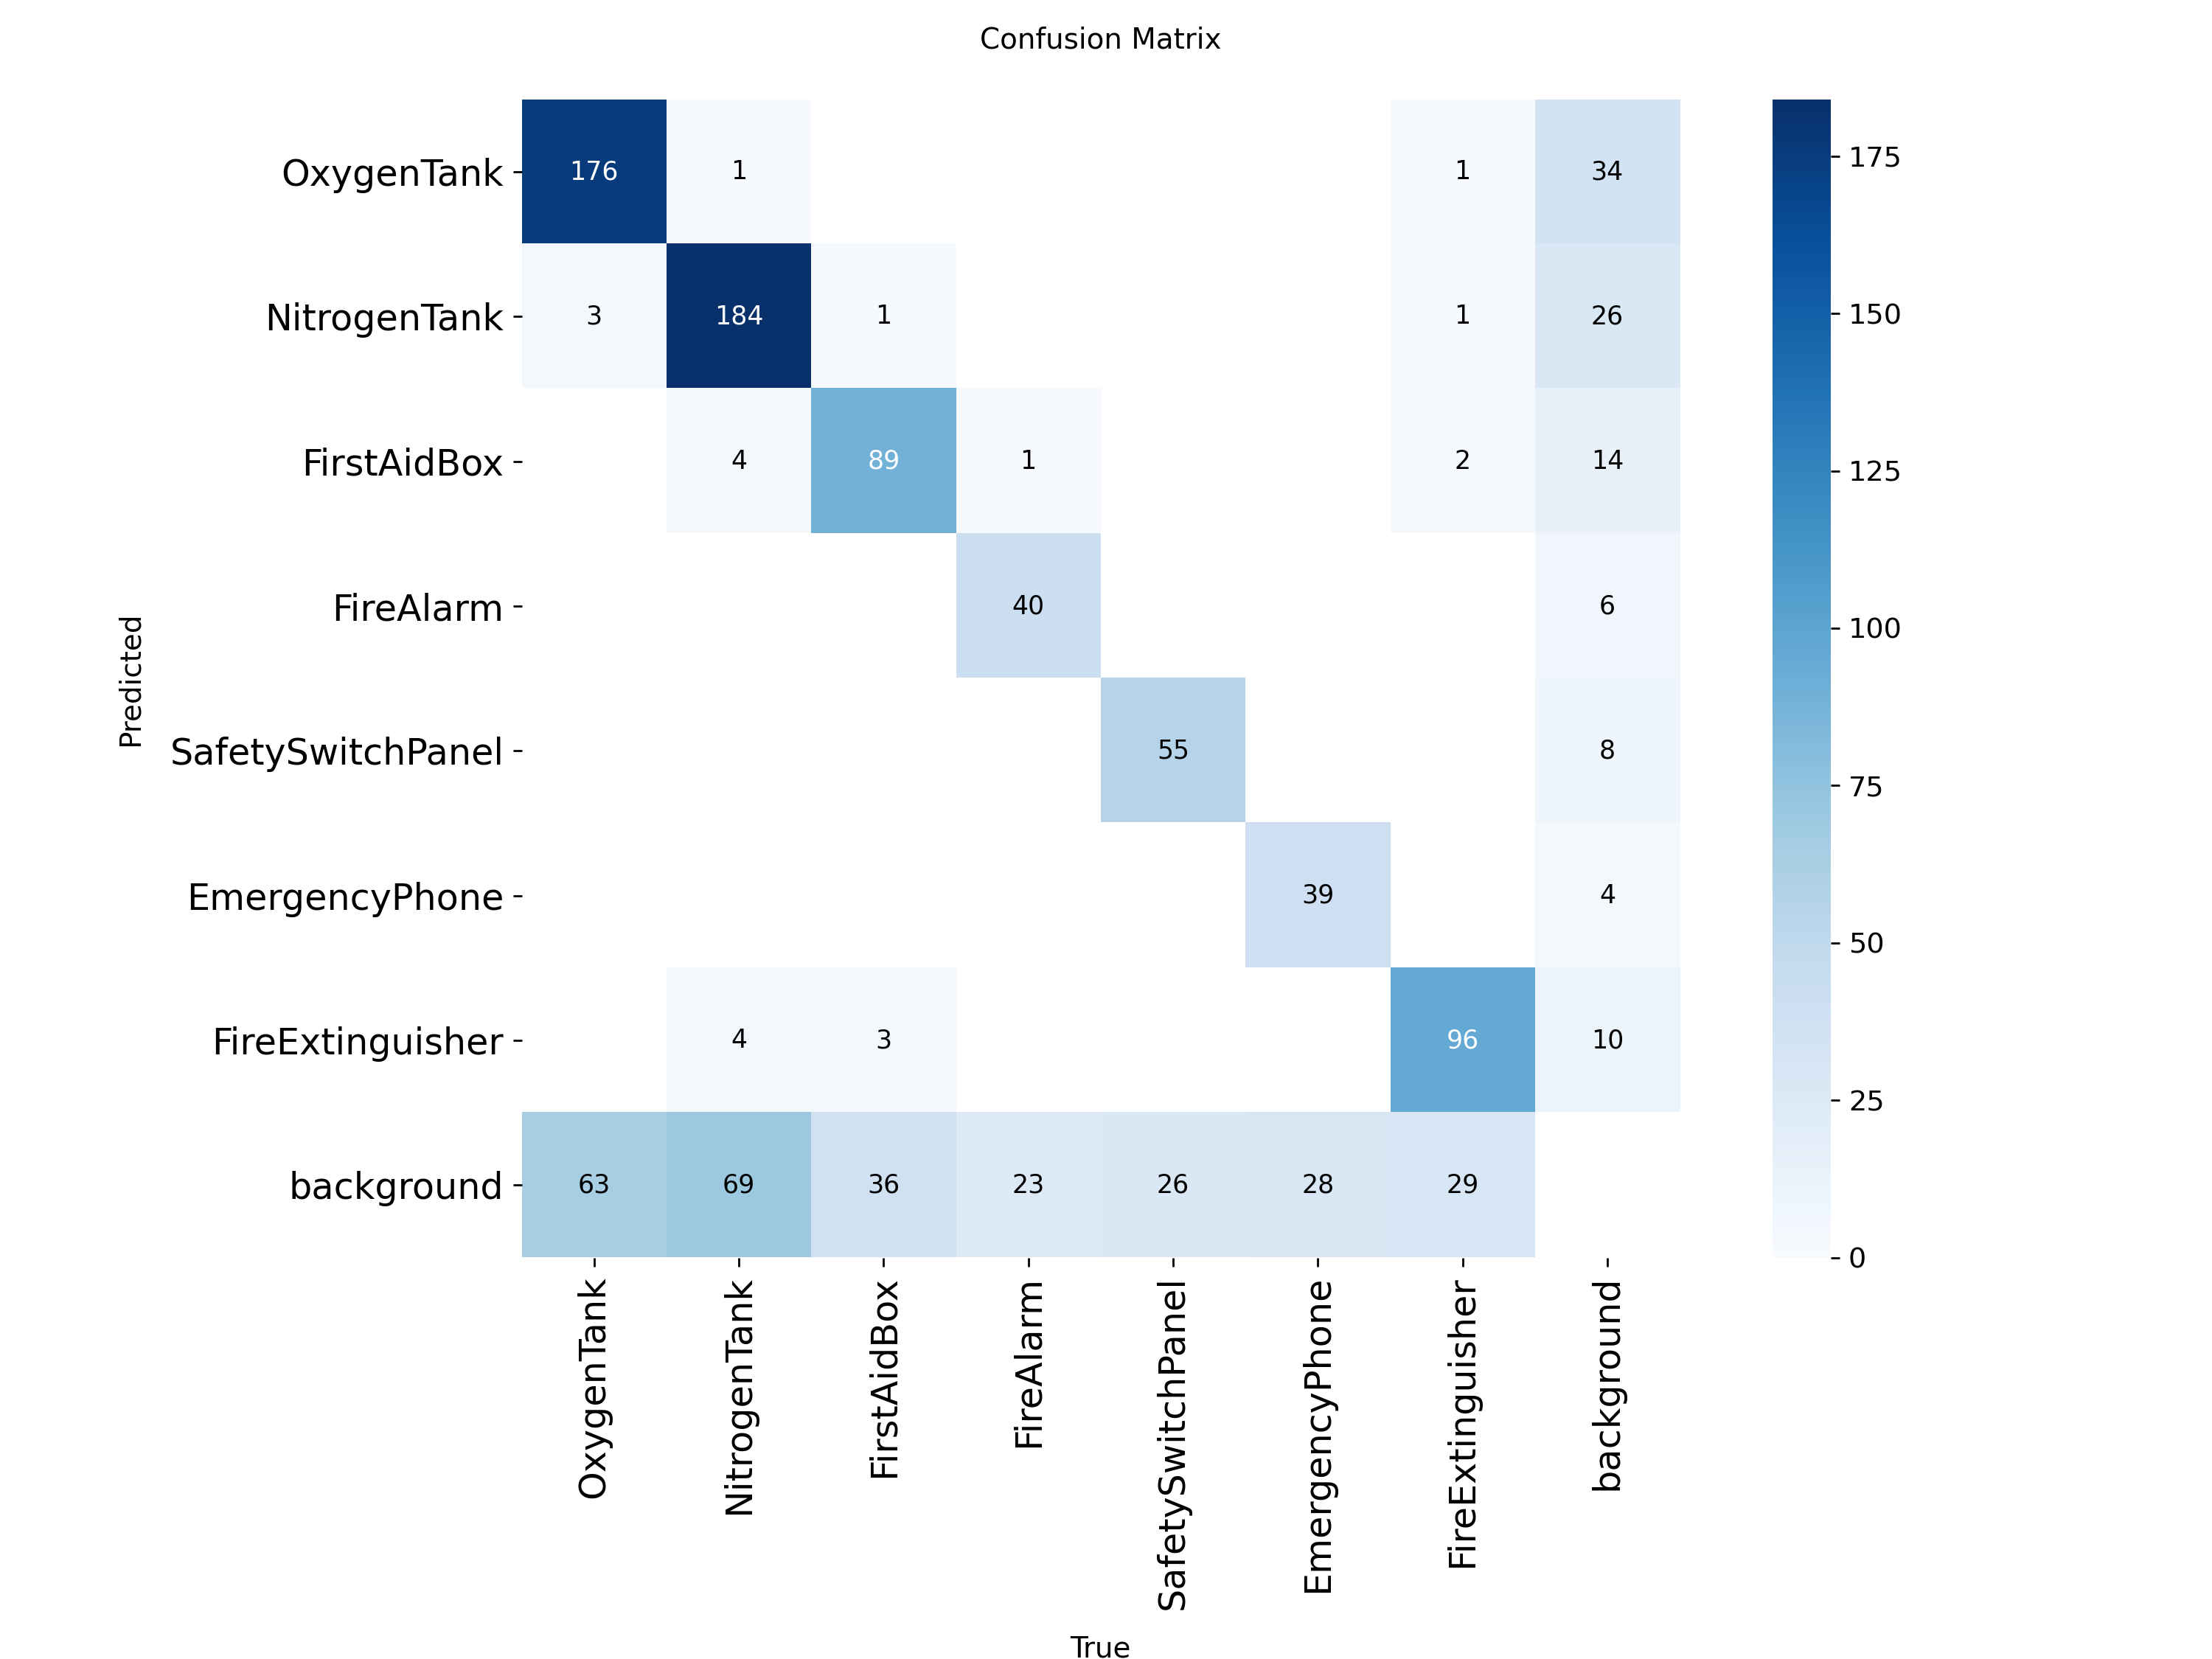 Confusion Matrix
Predicted
OxygenTank 176 1 1 34
NitrogenTank 3 184 1 1 26
FirstAidBox 4 89 1 2 14
FireAlarm 40 6
SafetySwitchPanel 55 8
EmergencyPhone 39 4
FireExtinguisher 4 3 96 10
background 63 69 36 23 26 28 29
OxygenTank
NitrogenTank
FirstAidBox
FireAlarm
SafetySwitchPanel
EmergencyPhone
FireExtinguisher
background
True
175
150
125
100
75
50
25
0